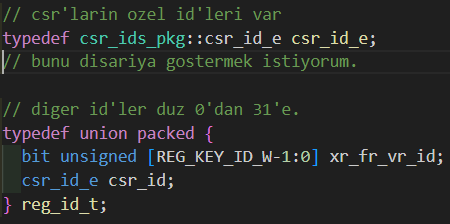 // csr'larin ozel id'leri var
typedef csr_ids_pkg::csr_id_e csr_id_e;
// bunu disariya gostermek istiyorum.
// diger id'ler duz 0'dan 31'e.
typedef union packed {
bit unsigned [REG_KEY_ID_W-1:0] xr_fr_vr_id;
csr_id_e csr_id;
} reg_id_t;